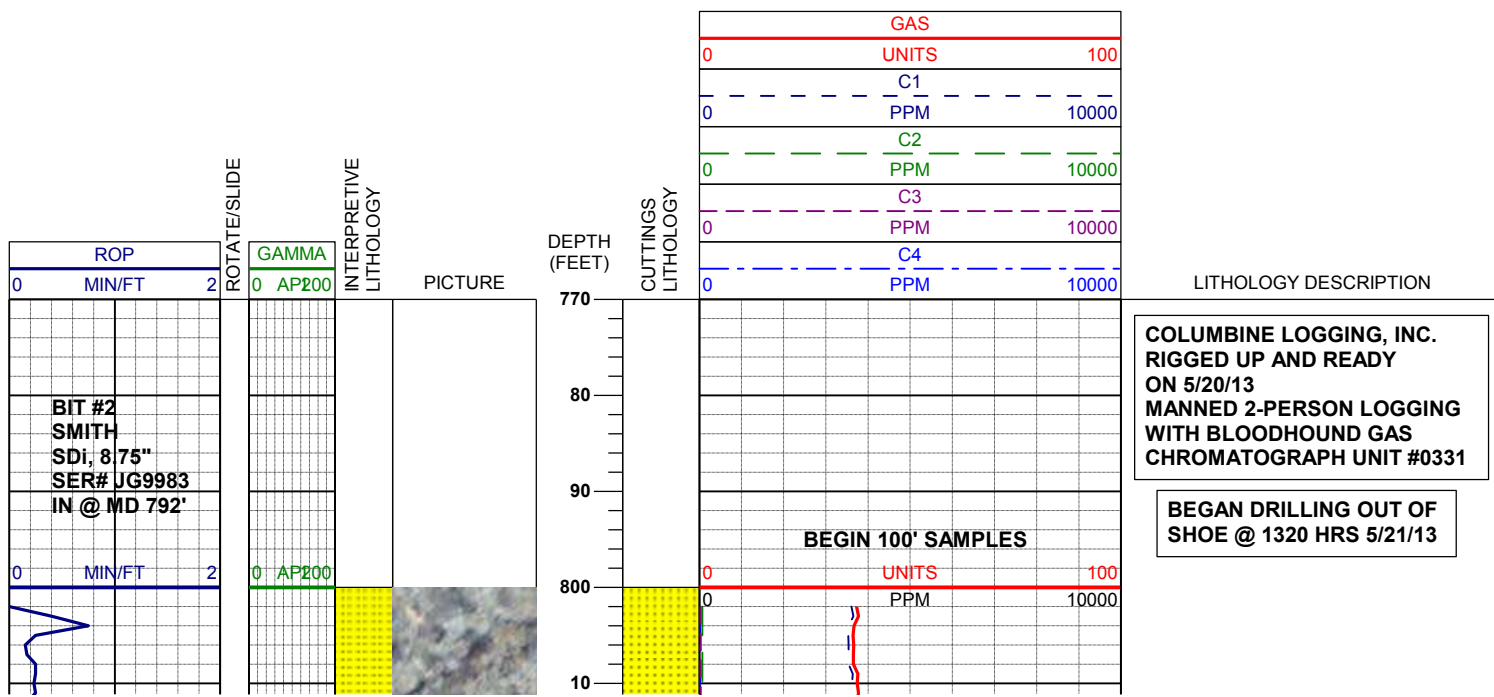 GAS
0 UNITS 100
C1
0 PPM 10000
C2
0 PPM 10000
C3
0 PPM 10000
C4
0 PPM 10000
ROP
0 MIN/FT 2
ROTATE/SLIDE
GAMMA
0 API 200
INTERPRETIVE
LITHOLOGY
PICTURE
DEPTH
(FEET)
CUTTINGS
LITHOLOGY
LITHOLOGY DESCRIPTION
770
COLUMBINE LOGGING, INC.
RIGGED UP AND READY
ON 5/20/13
MANNED 2-PERSON LOGGING
WITH BLOODHOUND GAS
CHROMATOGRAPH UNIT #0331
80
BIT #2
SMITH
SDi, 8.75"
SER# JG9983
IN @ MD 792'
90
BEGAN DRILLING OUT OF
SHOE @ 1320 HRS 5/21/13
BEGIN 100' SAMPLES
0 MIN/FT 2
0 API 200
800
0 UNITS 100
0 PPM 10000
10